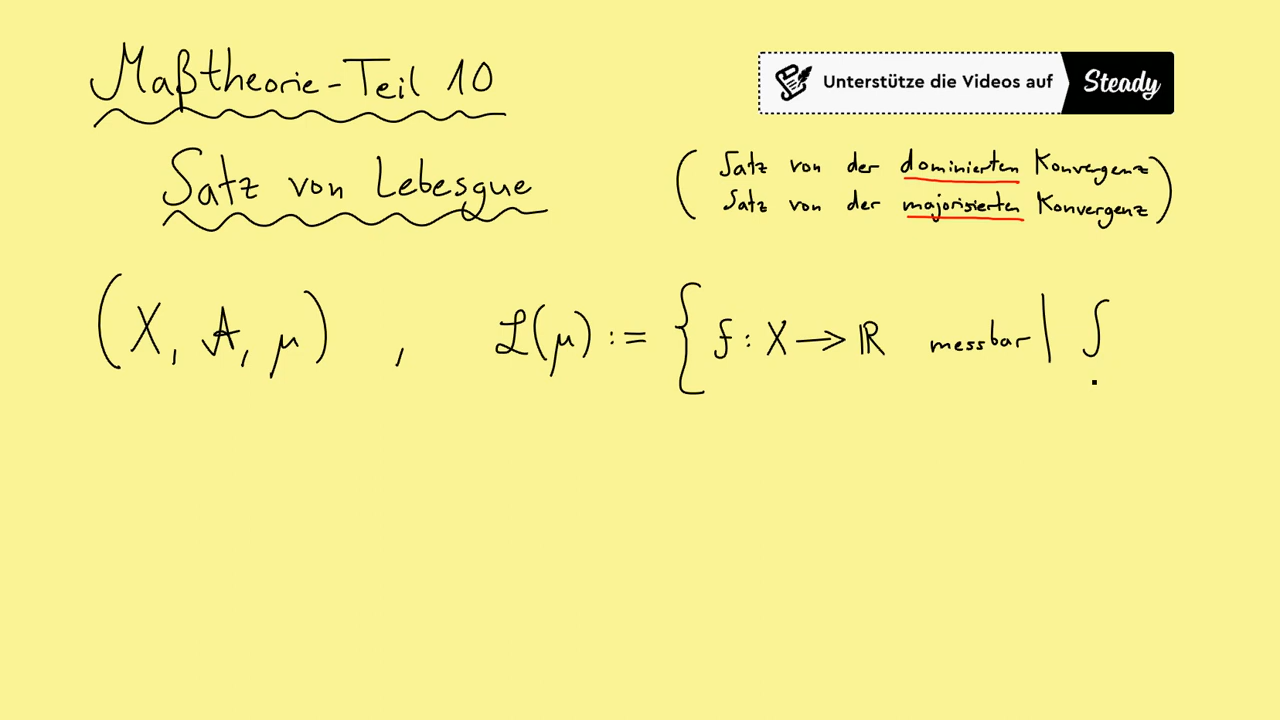 Maßtheorie - Teil 10
Unterstütze die Videos auf Steady
Satz von Lebesgue
( Satz von der dominierten Konvergenz
Satz von der majorisierten Konvergenz )
(X, 𝒜, μ) , ℒ(μ) := { f : X → ℝ messbar | ∫